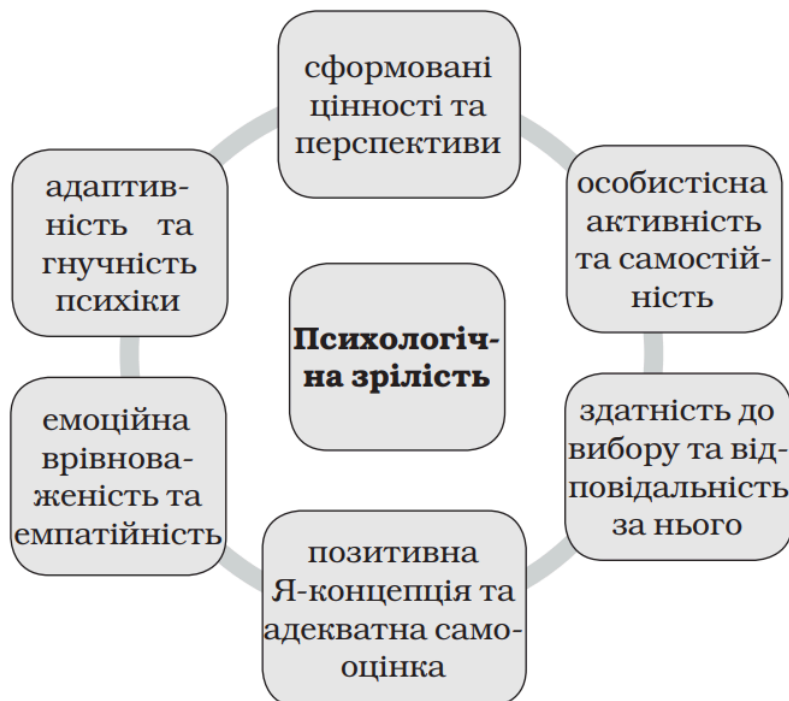 сформовані
цінності та
перспективи
особистісна
активність
та самостій-
ність
здатність до
вибору та від-
повідальність
за нього
позитивна
Я-концепція та
адекватна само-
оцінка
емоційна
врівнова-
женість та
емпатійність
адаптив-
ність та
гнучність
психіки
Психологіч-
на зрілість